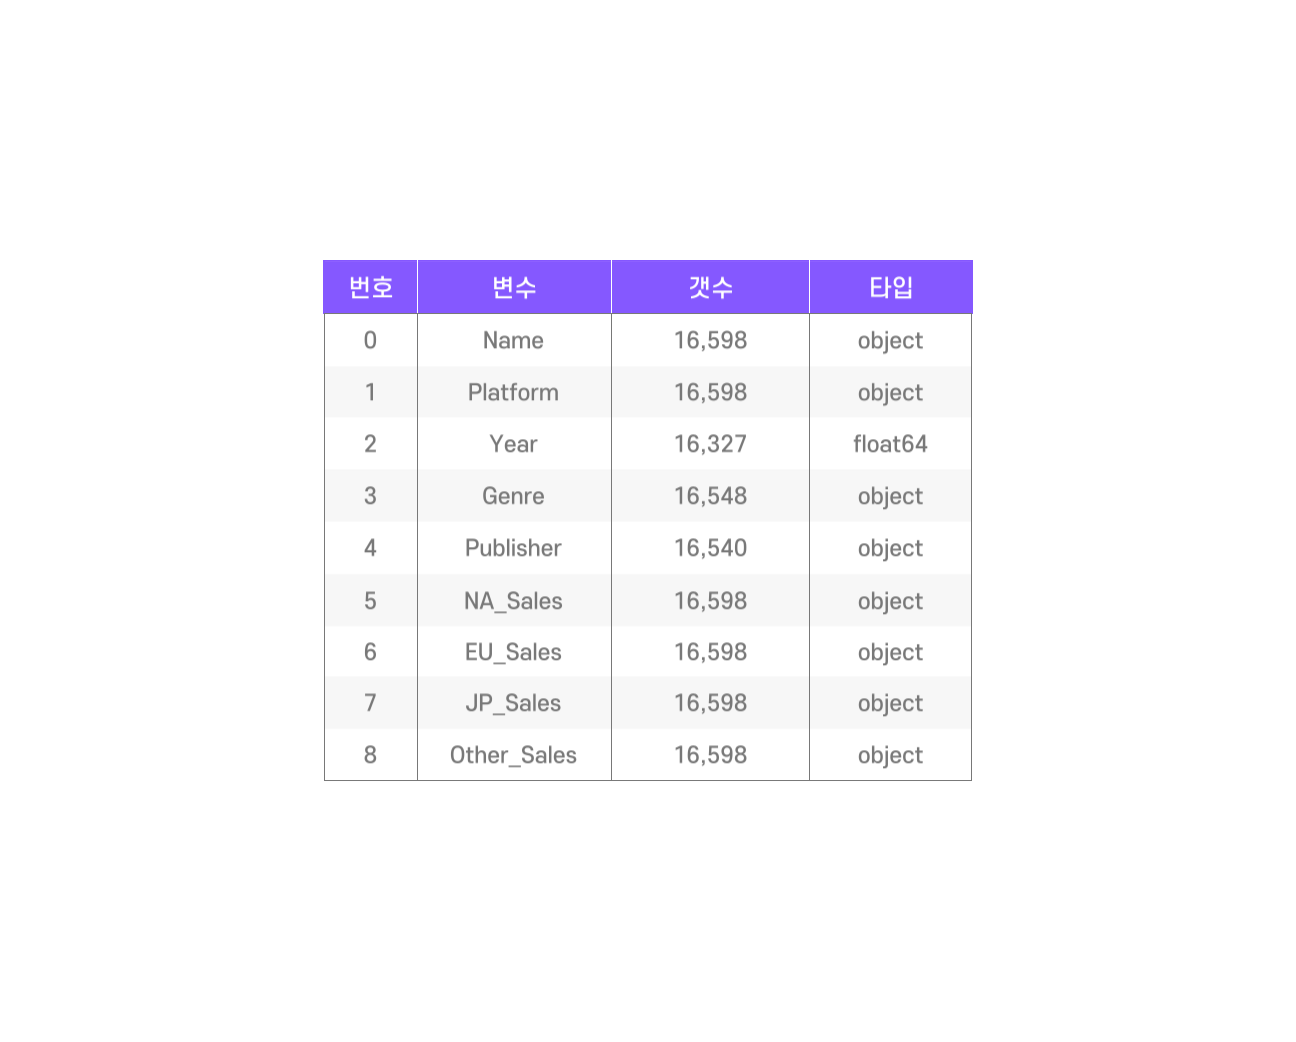 번호 변수 갯수 타입
0 Name 16,598 object
1 Platform 16,598 object
2 Year 16,327 float64
3 Genre 16,548 object
4 Publisher 16,540 object
5 NA_Sales 16,598 object
6 EU_Sales 16,598 object
7 JP_Sales 16,598 object
8 Other_Sales 16,598 object